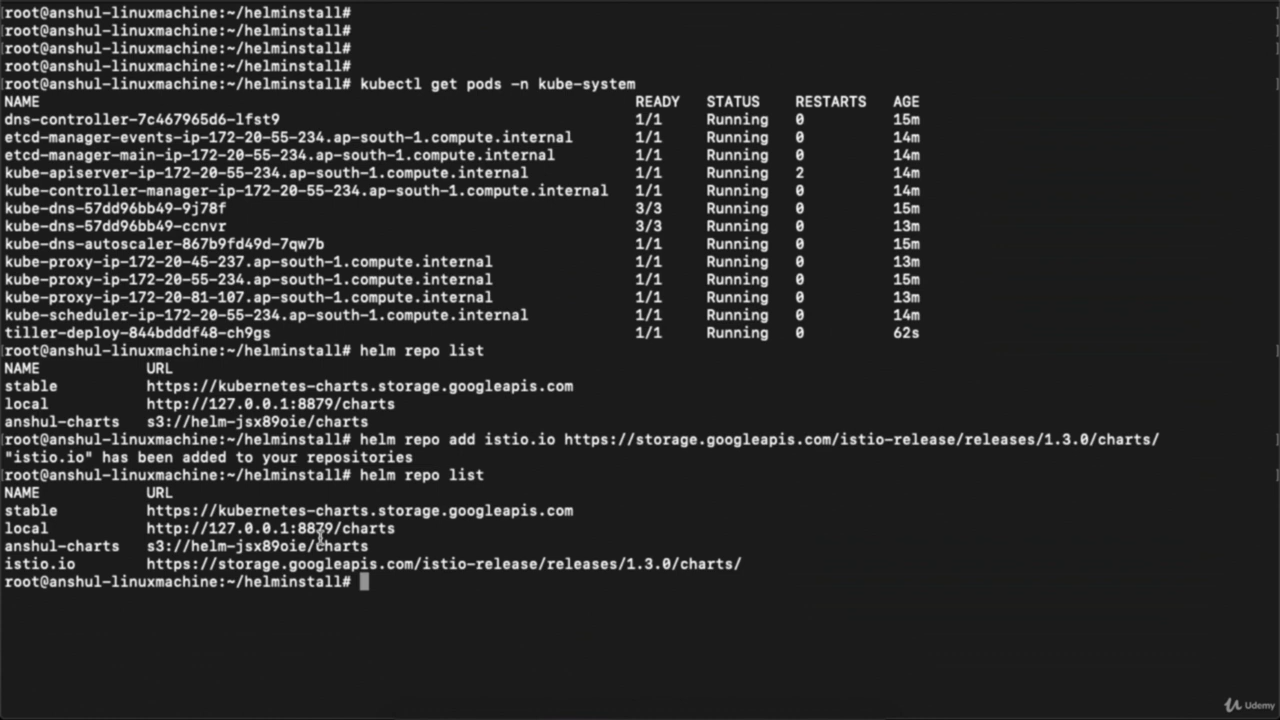 root@anshul-linuxmachine:~/helminstall#
root@anshul-linuxmachine:~/helminstall#
root@anshul-linuxmachine:~/helminstall#
root@anshul-linuxmachine:~/helminstall#
root@anshul-linuxmachine:~/helminstall# kubectl get pods -n kube-system
NAME READY STATUS RESTARTS AGE
dns-controller-7c467965d6-lfst9 1/1 Running 0 15m
etcd-manager-events-ip-172-20-55-234.ap-south-1.compute.internal 1/1 Running 0 14m
etcd-manager-main-ip-172-20-55-234.ap-south-1.compute.internal 1/1 Running 0 14m
kube-apiserver-ip-172-20-55-234.ap-south-1.compute.internal 1/1 Running 2 14m
kube-controller-manager-ip-172-20-55-234.ap-south-1.compute.internal 1/1 Running 0 14m
kube-dns-57dd96bb49-9j78f 3/3 Running 0 15m
kube-dns-57dd96bb49-ccnvr 3/3 Running 0 13m
kube-dns-autoscaler-867b9fd49d-7qw7b 1/1 Running 0 15m
kube-proxy-ip-172-20-45-237.ap-south-1.compute.internal 1/1 Running 0 13m
kube-proxy-ip-172-20-55-234.ap-south-1.compute.internal 1/1 Running 0 15m
kube-proxy-ip-172-20-81-107.ap-south-1.compute.internal 1/1 Running 0 13m
kube-scheduler-ip-172-20-55-234.ap-south-1.compute.internal 1/1 Running 0 14m
tiller-deploy-844bdddf48-ch9gs 1/1 Running 0 62s
root@anshul-linuxmachine:~/helminstall# helm repo list
NAME URL
stable https://kubernetes-charts.storage.googleapis.com
local http://127.0.0.1:8879/charts
anshul-charts s3://helm-jsx89oie/charts
root@anshul-linuxmachine:~/helminstall# helm repo add istio.io https://storage.googleapis.com/istio-release/releases/1.3.0/charts/
"istio.io" has been added to your repositories
root@anshul-linuxmachine:~/helminstall# helm repo list
NAME URL
stable https://kubernetes-charts.storage.googleapis.com
local http://127.0.0.1:8879/charts
anshul-charts s3://helm-jsx89oie/charts
istio.io https://storage.googleapis.com/istio-release/releases/1.3.0/charts/
root@anshul-linuxmachine:~/helminstall#
Udemy